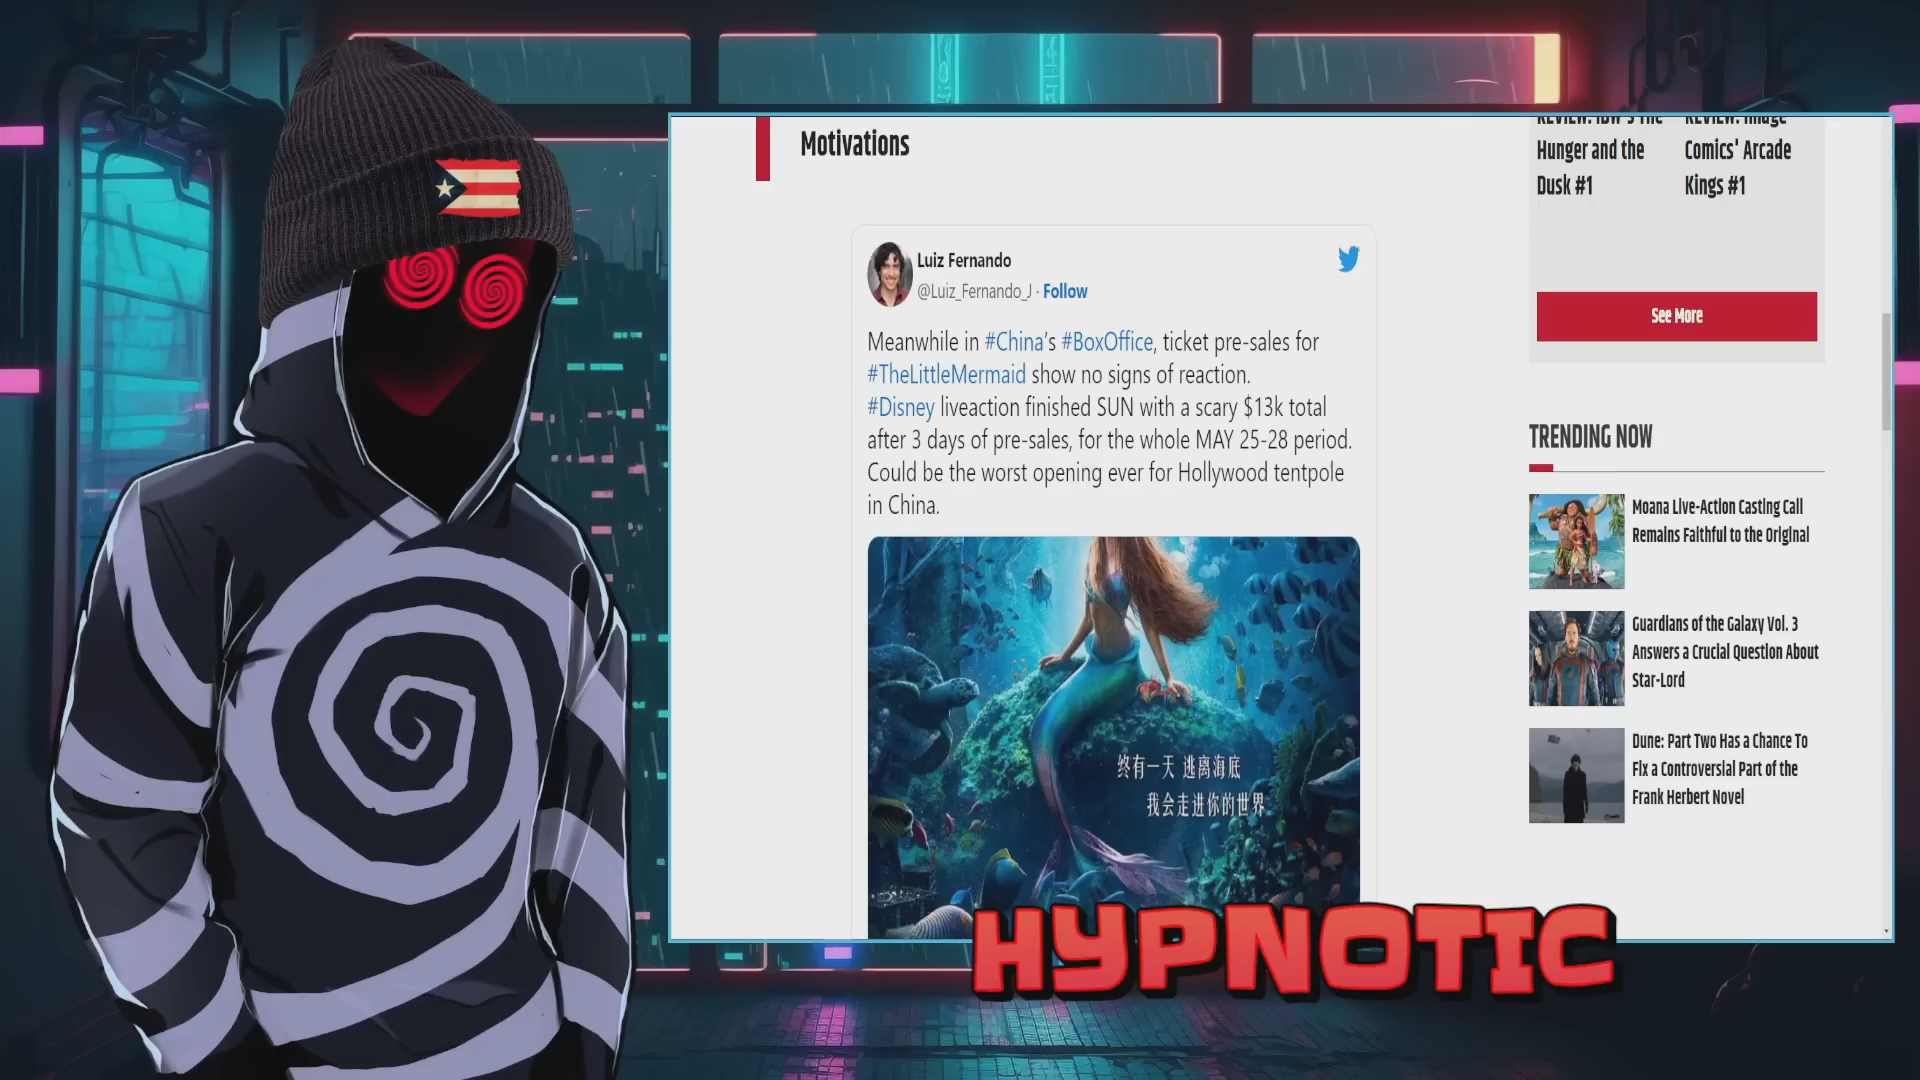 Motivations
Luiz Fernando
@Luiz_Fernando_J · Follow
Meanwhile in #China's #BoxOffice, ticket pre-sales for
#TheLittleMermaid show no signs of reaction.
#Disney liveaction finished SUN with a scary $13k total
after 3 days of pre-sales, for the whole MAY 25-28 period.
Could be the worst opening ever for Hollywood tentpole
in China.
终有一天 逃离海底
我会走进你的世界
REVIEW: IDW's The
Hunger and the
Dusk #1
REVIEW: Image
Comics' Arcade
Kings #1
See More
TRENDING NOW
Moana Live-Action Casting Call
Remains Faithful to the Original
Guardians of the Galaxy Vol. 3
Answers a Crucial Question About
Star-Lord
Dune: Part Two Has a Chance To
Fix a Controversial Part of the
Frank Herbert Novel
HYPNOTIC